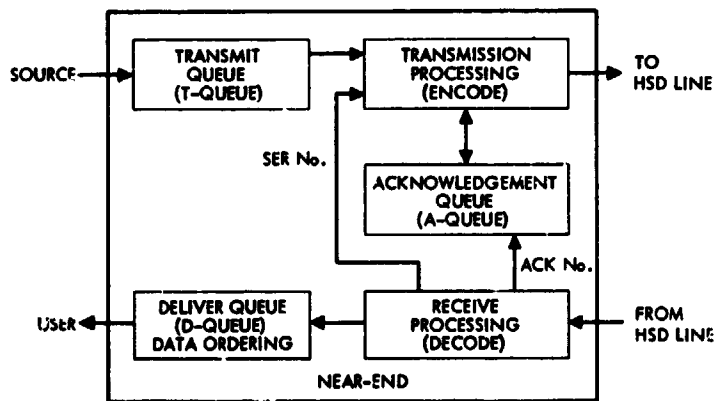 SOURCE
TRANSMIT
QUEUE
(T-QUEUE)
TRANSMISSION
PROCESSING
(ENCODE)
TO
HSD LINE
SER No.
ACKNOWLEDGEMENT
QUEUE
(A-QUEUE)
ACK No.
USER
DELIVER QUEUE
(D-QUEUE)
DATA ORDERING
RECEIVE
PROCESSING
(DECODE)
FROM
HSD LINE
NEAR-END